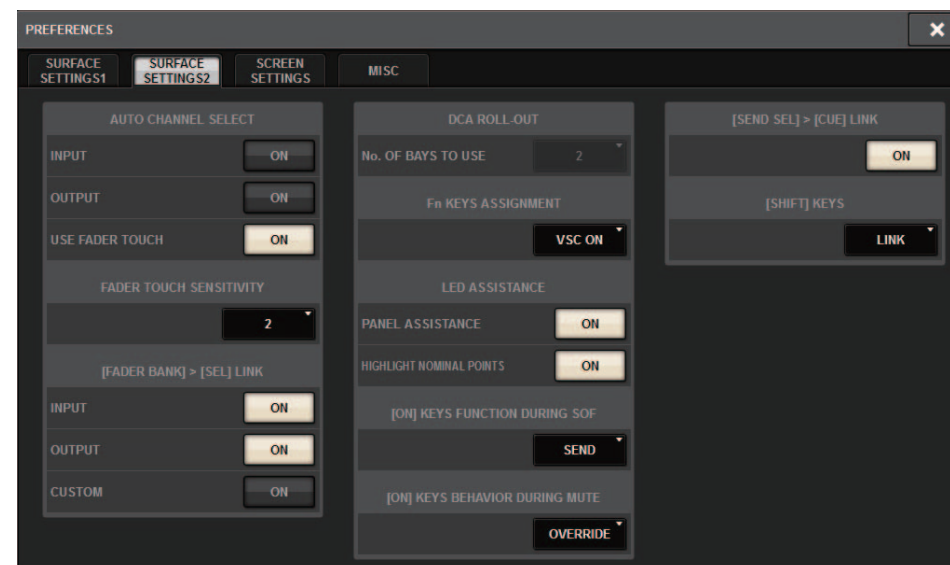 PREFERENCES
×
SURFACE
SETTINGS1
SURFACE
SETTINGS2
SCREEN
SETTINGS
MISC
AUTO CHANNEL SELECT
INPUT ON
OUTPUT ON
USE FADER TOUCH ON
FADER TOUCH SENSITIVITY
2
[FADER BANK] > [SEL] LINK
INPUT ON
OUTPUT ON
CUSTOM ON
DCA ROLL-OUT
No. OF BAYS TO USE 2
Fn KEYS ASSIGNMENT
VSC ON
LED ASSISTANCE
PANEL ASSISTANCE ON
HIGHLIGHT NOMINAL POINTS ON
[ON] KEYS FUNCTION DURING SOF
SEND
[ON] KEYS BEHAVIOR DURING MUTE
OVERRIDE
[SEND SEL] > [CUE] LINK
ON
[SHIFT] KEYS
LINK